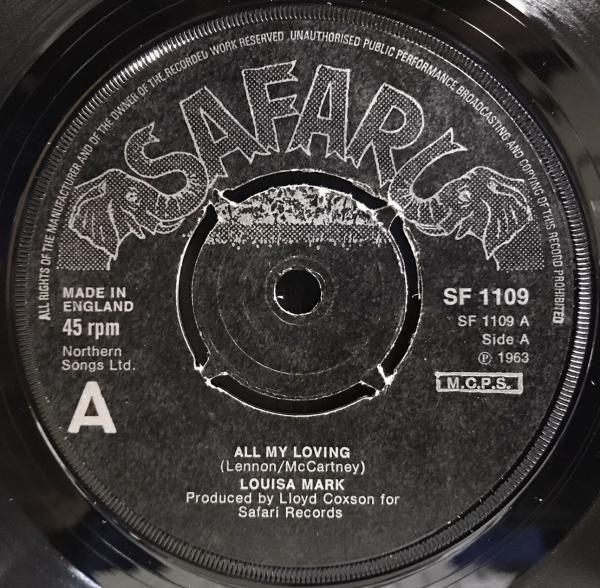 ALL RIGHTS OF THE MANUFACTURER AND OF THE OWNER OF THE RECORDED WORK RESERVED. UNAUTHORISED PUBLIC PERFORMANCE BROADCASTING AND COPYING OF THIS RECORD PROHIBITED
SAFARI
MADE IN
ENGLAND
45 rpm
Northern
Songs Ltd.
A
SF 1109
SF 1109 A
Side A
℗ 1963
M.C.P.S.
ALL MY LOVING
(Lennon/McCartney)
LOUISA MARK
Produced by Lloyd Coxson for
Safari Records